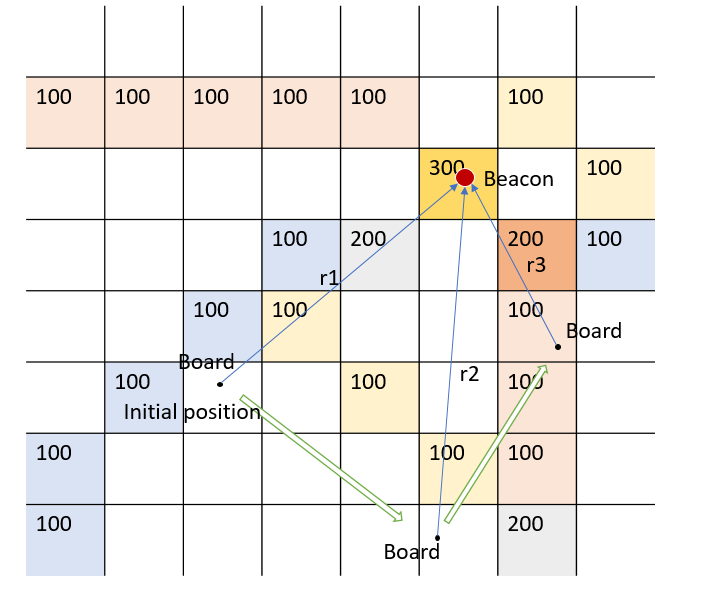 100 100 100 100 100 100
300 Beacon 100
100 200 200 100
r1 r3
100 100 100 Board
Board
100 100 r2 100
Initial position
100 100 100
100 200
Board